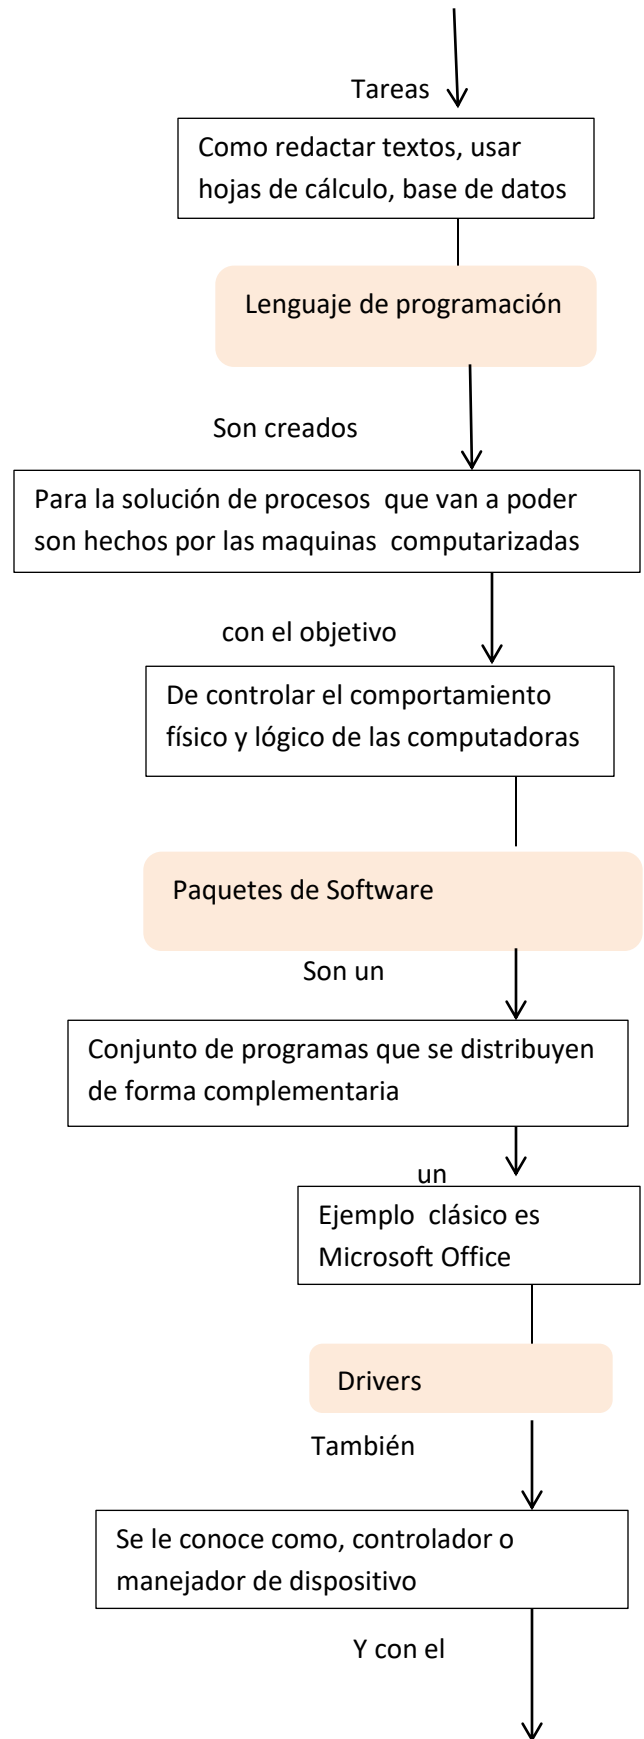 Tareas
Como redactar textos, usar
hojas de cálculo, base de datos
Lenguaje de programación
Son creados
Para la solución de procesos  que van a poder
son hechos por las maquinas  computarizadas
con el objetivo
De controlar el comportamiento
físico y lógico de las computadoras
Paquetes de Software
Son un
Conjunto de programas que se distribuyen
de forma complementaria
un
Ejemplo  clásico es
Microsoft Office
Drivers
También
Se le conoce como, controlador o
manejador de dispositivo
Y con el